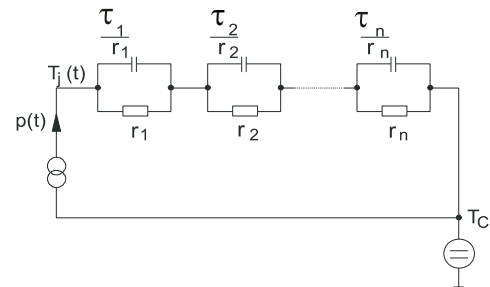 τ1 τ2 τn
r1 r2 rn
Tj (t)
p(t)
r1 r2 rn
TC